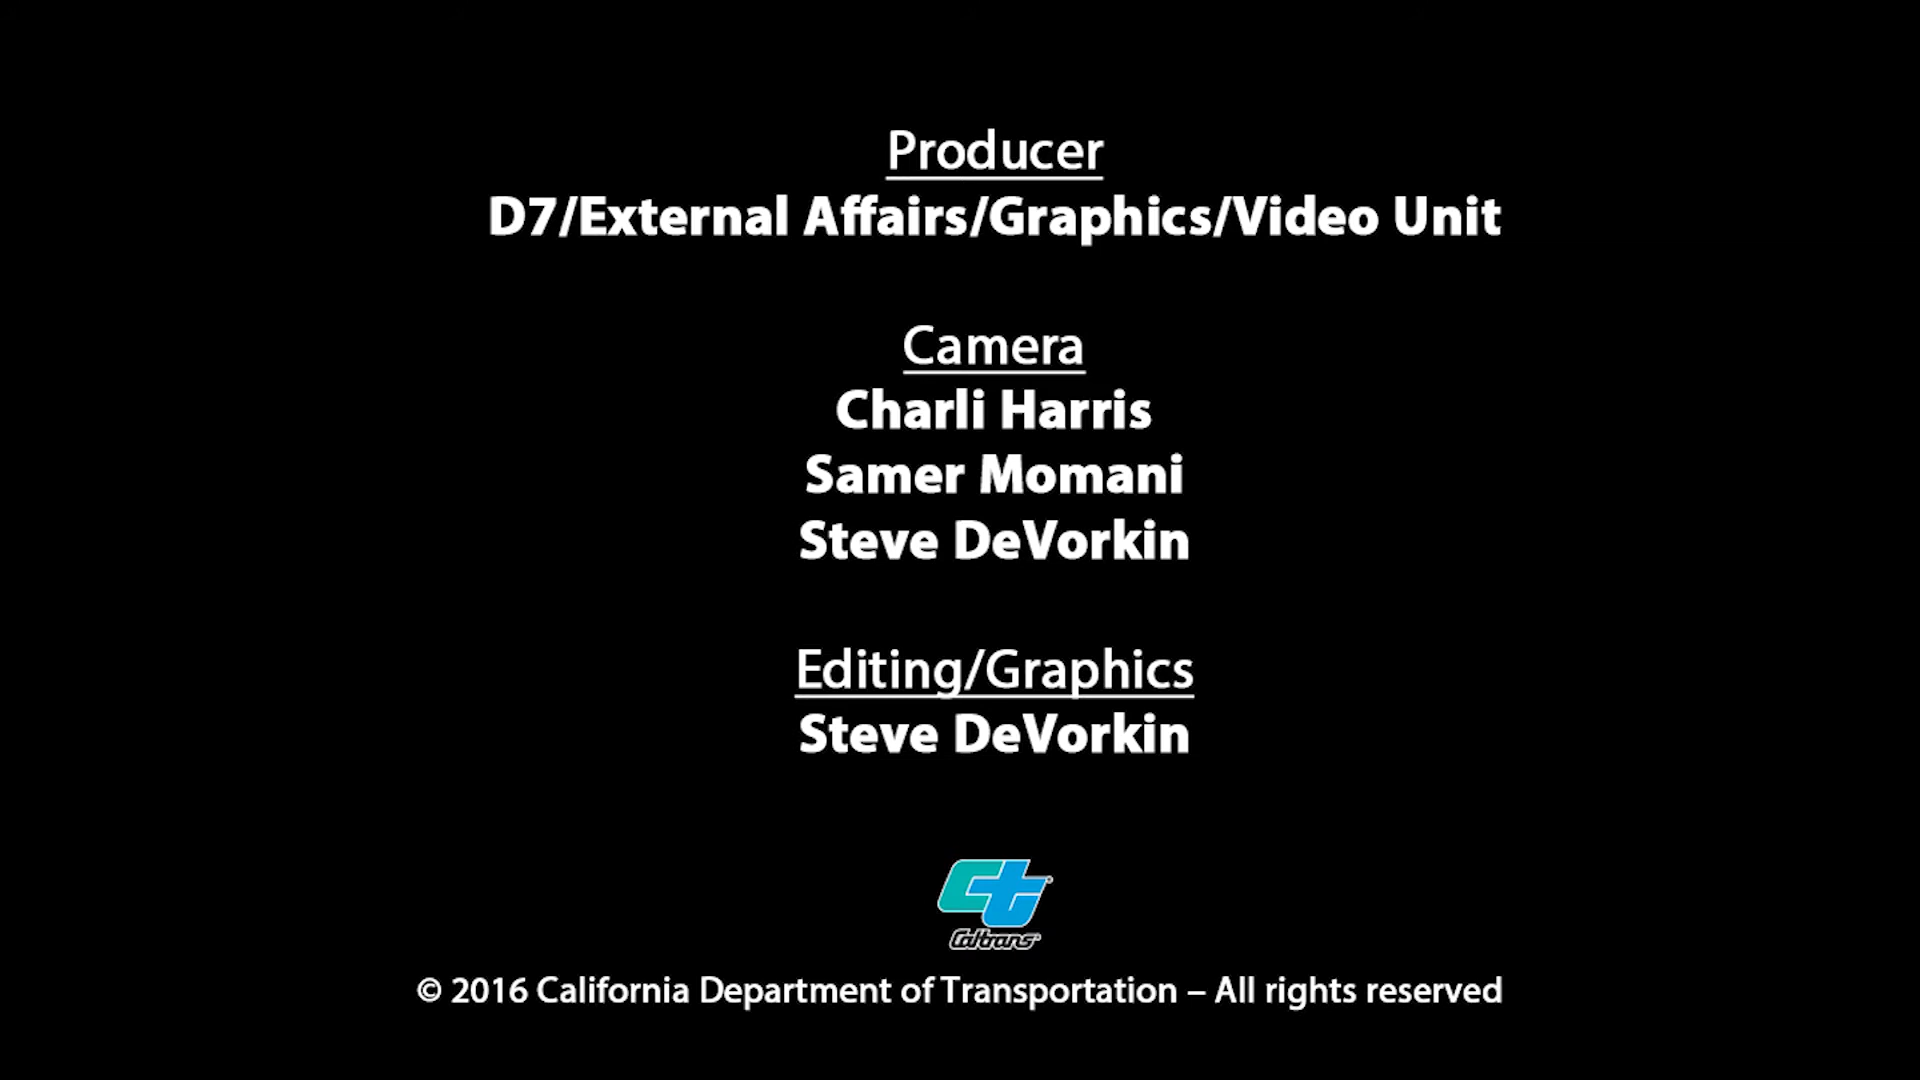 Producer
D7/External Affairs/Graphics/Video Unit
Camera
Charli Harris
Samer Momani
Steve DeVorkin
Editing/Graphics
Steve DeVorkin
ct
Caltrans
© 2016 California Department of Transportation – All rights reserved